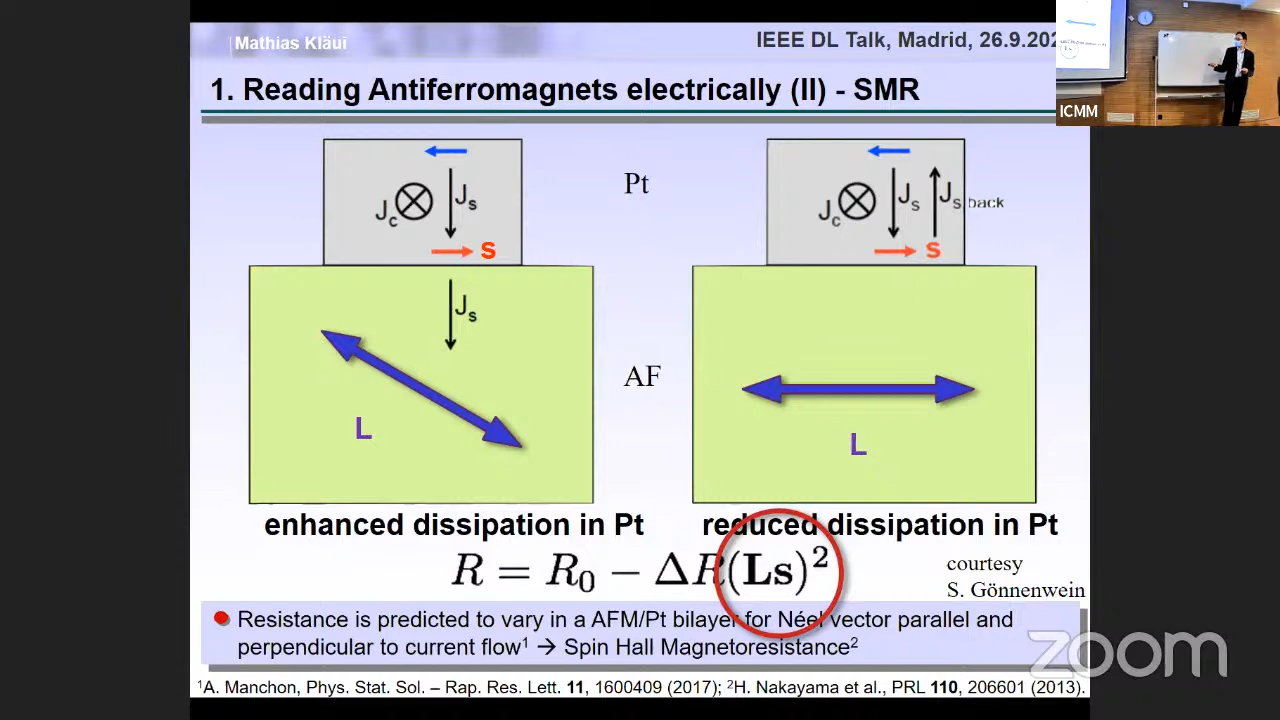 Mathias Kläui
IEEE DL Talk, Madrid, 26.9.202
1. Reading Antiferromagnets electrically (II) - SMR
ICMM
Pt
Jc
Js
s
Js
Jc
Js
Js back
s
AF
L
L
enhanced dissipation in Pt
reduced dissipation in Pt
R = R₀ − ΔR(Ls)²
courtesy
S. Gönnenwein
Resistance is predicted to vary in a AFM/Pt bilayer for Néel vector parallel and
perpendicular to current flow¹ → Spin Hall Magnetoresistance²
zoom
¹A. Manchon, Phys. Stat. Sol. – Rap. Res. Lett. 11, 1600409 (2017); ²H. Nakayama et al., PRL 110, 206601 (2013).